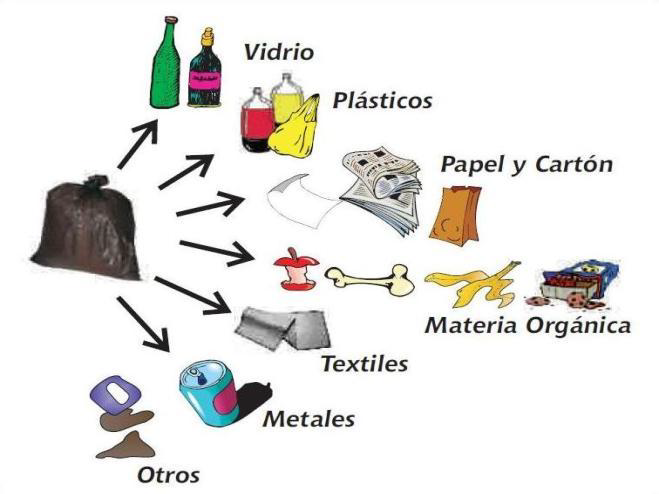 Vidrio
Plásticos
Papel y Cartón
Materia Orgánica
Textiles
Metales
Otros